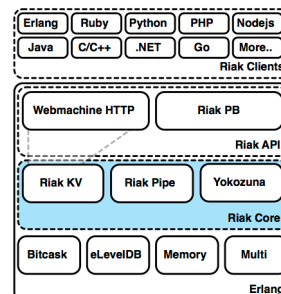 Erlang Ruby Python PHP Nodejs
Java C/C++ .NET Go More..
Riak Clients
Webmachine HTTP Riak PB
Riak API
Riak KV Riak Pipe Yokozuna
Riak Core
Bitcask eLevelDB Memory Multi
Erlang